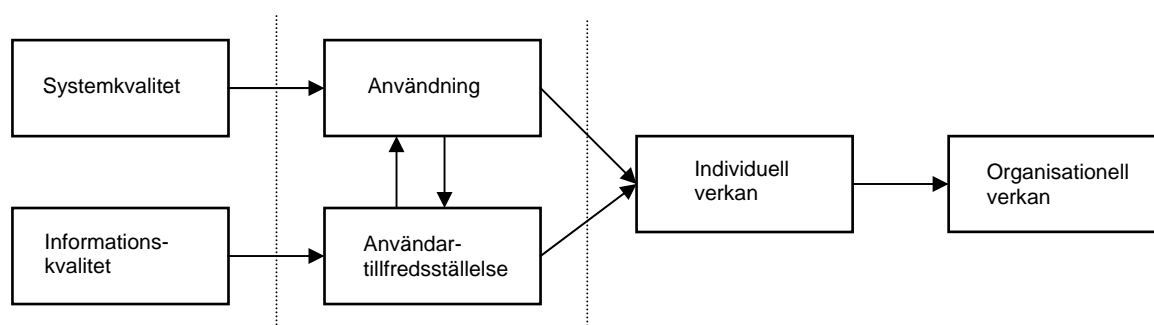 Systemkvalitet
Användning
Individuell
verkan
Organisationell
verkan
Informations-
kvalitet
Användar-
tillfredsställelse